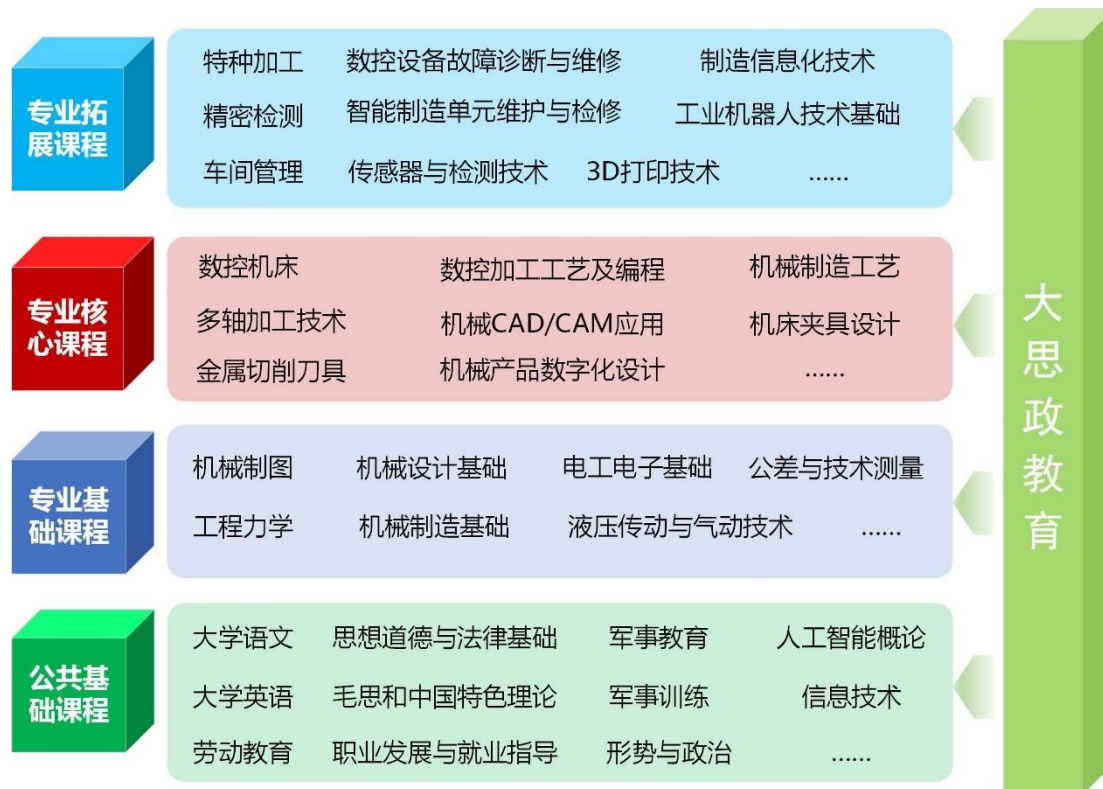 专业拓
展课程
特种加工 数控设备故障诊断与维修 制造信息化技术
精密检测 智能制造单元维护与检修 工业机器人技术基础
车间管理 传感器与检测技术 3D打印技术 ......
专业核
心课程
数控机床 数控加工工艺及编程 机械制造工艺
多轴加工技术 机械CAD/CAM应用 机床夹具设计
金属切削刀具 机械产品数字化设计 ......
专业基
础课程
机械制图 机械设计基础 电工电子基础 公差与技术测量
工程力学 机械制造基础 液压传动与气动技术 ......
公共基
础课程
大学语文 思想道德与法律基础 军事教育 人工智能概论
大学英语 毛思和中国特色理论 军事训练 信息技术
劳动教育 职业发展与就业指导 形势与政治 ......
大思政教育